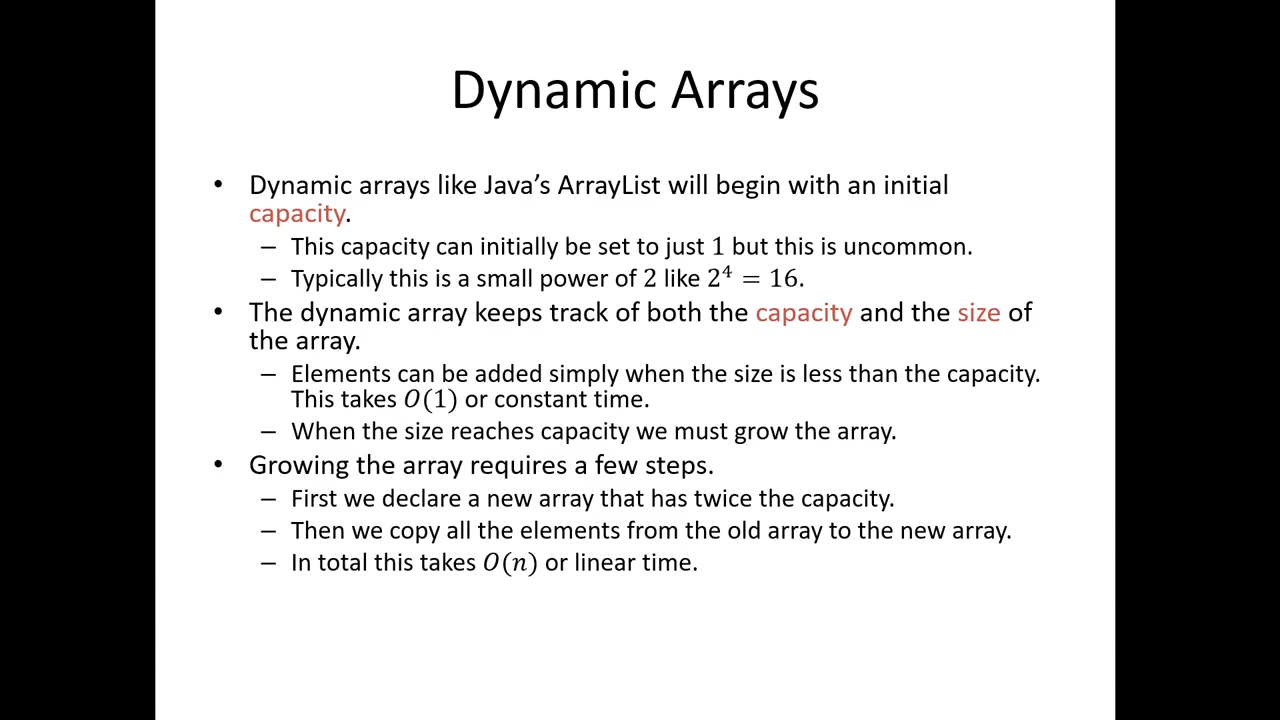 Dynamic Arrays
• Dynamic arrays like Java’s ArrayList will begin with an initial
capacity.
– This capacity can initially be set to just 1 but this is uncommon.
– Typically this is a small power of 2 like 2⁴ = 16.
• The dynamic array keeps track of both the capacity and the size of
the array.
– Elements can be added simply when the size is less than the capacity.
This takes O(1) or constant time.
– When the size reaches capacity we must grow the array.
• Growing the array requires a few steps.
– First we declare a new array that has twice the capacity.
– Then we copy all the elements from the old array to the new array.
– In total this takes O(n) or linear time.